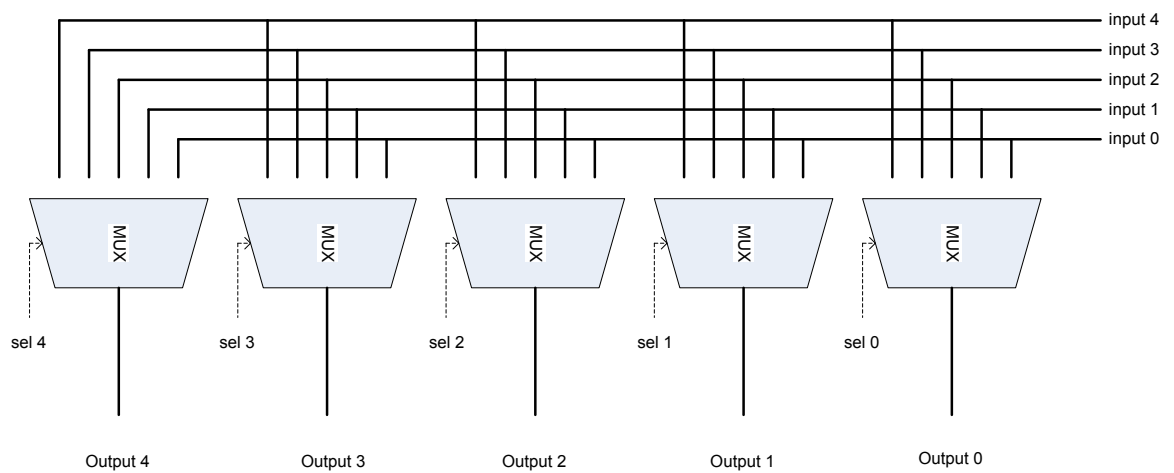 input 4
input 3
input 2
input 1
input 0
MUX
MUX
MUX
MUX
MUX
sel 4
sel 3
sel 2
sel 1
sel 0
Output 4
Output 3
Output 2
Output 1
Output 0